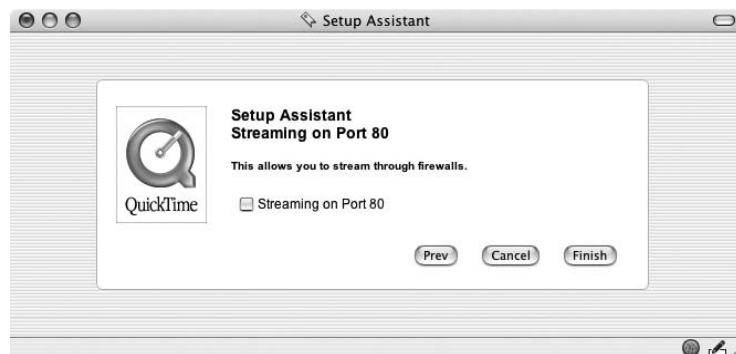 Setup Assistant
Setup Assistant
Streaming on Port 80
This allows you to stream through firewalls.
QuickTime
Streaming on Port 80
Prev Cancel Finish